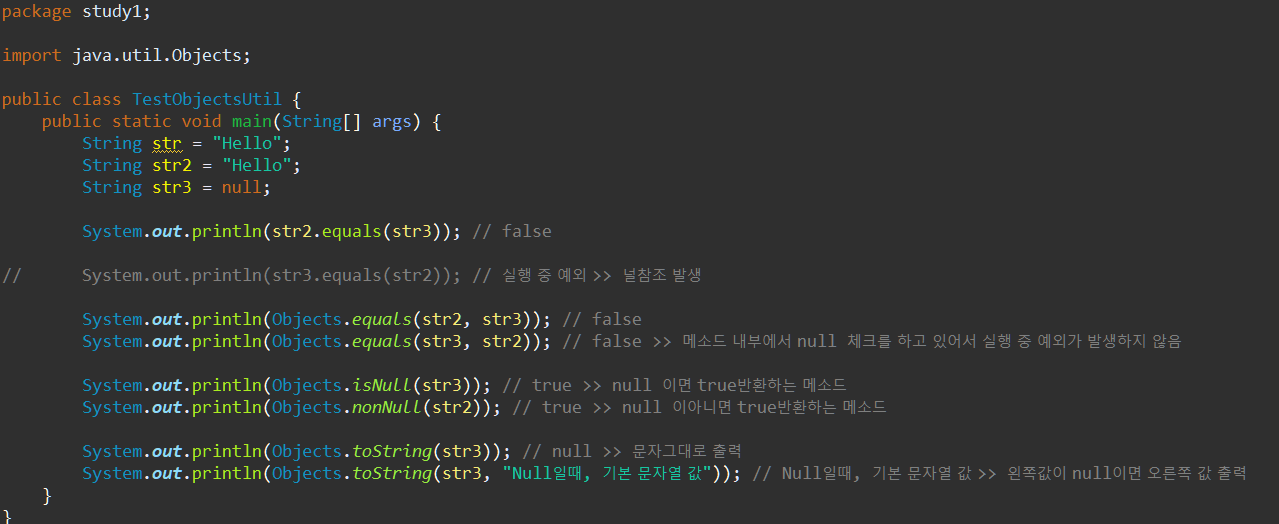 package study1;
import java.util.Objects;
public class TestObjectsUtil {
public static void main(String[] args) {
String str = "Hello";
String str2 = "Hello";
String str3 = null;
System.out.println(str2.equals(str3)); // false
// System.out.println(str3.equals(str2)); // 실행 중 예외 >> 널참조 발생
System.out.println(Objects.equals(str2, str3)); // false
System.out.println(Objects.equals(str3, str2)); // false >> 메소드 내부에서 null 체크를 하고 있어서 실행 중 예외가 발생하지 않음
System.out.println(Objects.isNull(str3)); // true >> null 이면 true반환하는 메소드
System.out.println(Objects.nonNull(str2)); // true >> null 이아니면 true반환하는 메소드
System.out.println(Objects.toString(str3)); // null >> 문자그대로 출력
System.out.println(Objects.toString(str3, "Null일때, 기본 문자열 값")); // Null일때, 기본 문자열 값 >> 왼쪽값이 null이면 오른쪽 값 출력
}
}